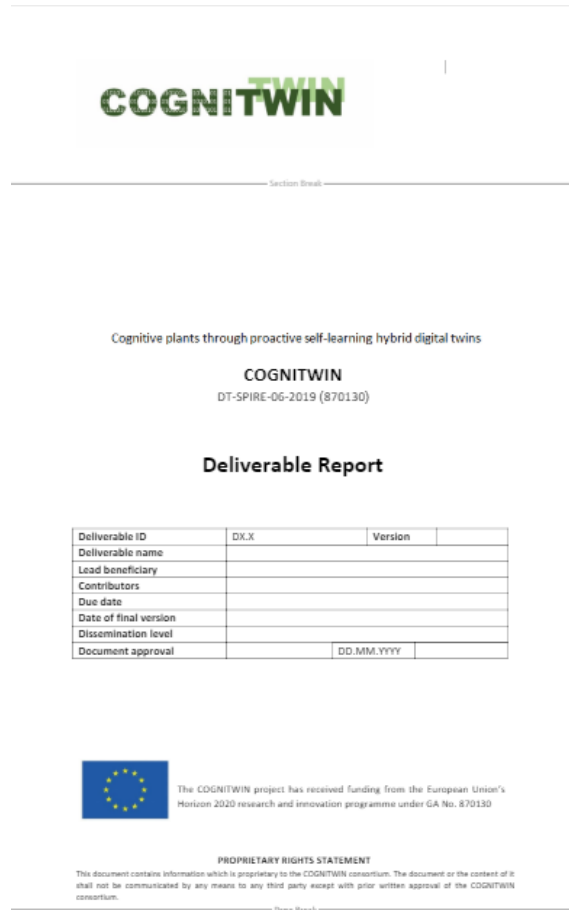 TWIN
COGNITWIN
Section Break
Cognitive plants through proactive self-learning hybrid digital twins
COGNITWIN
DT-SPIRE-06-2019 (870130)
Deliverable Report
Deliverable ID DX.X Version
Deliverable name
Lead beneficiary
Contributors
Due date
Date of final version
Dissemination level
Document approval DD.MM.YYYY
The COGNITWIN project has received funding from the European Union's
Horizon 2020 research and innovation programme under GA No. 870130
PROPRIETARY RIGHTS STATEMENT
This document contains information which is proprietary to the COGNITWIN consortium. The document or the content of it
shall not be communicated by any means to any third party except with prior written approval of the COGNITWIN
consortium.
Page Break